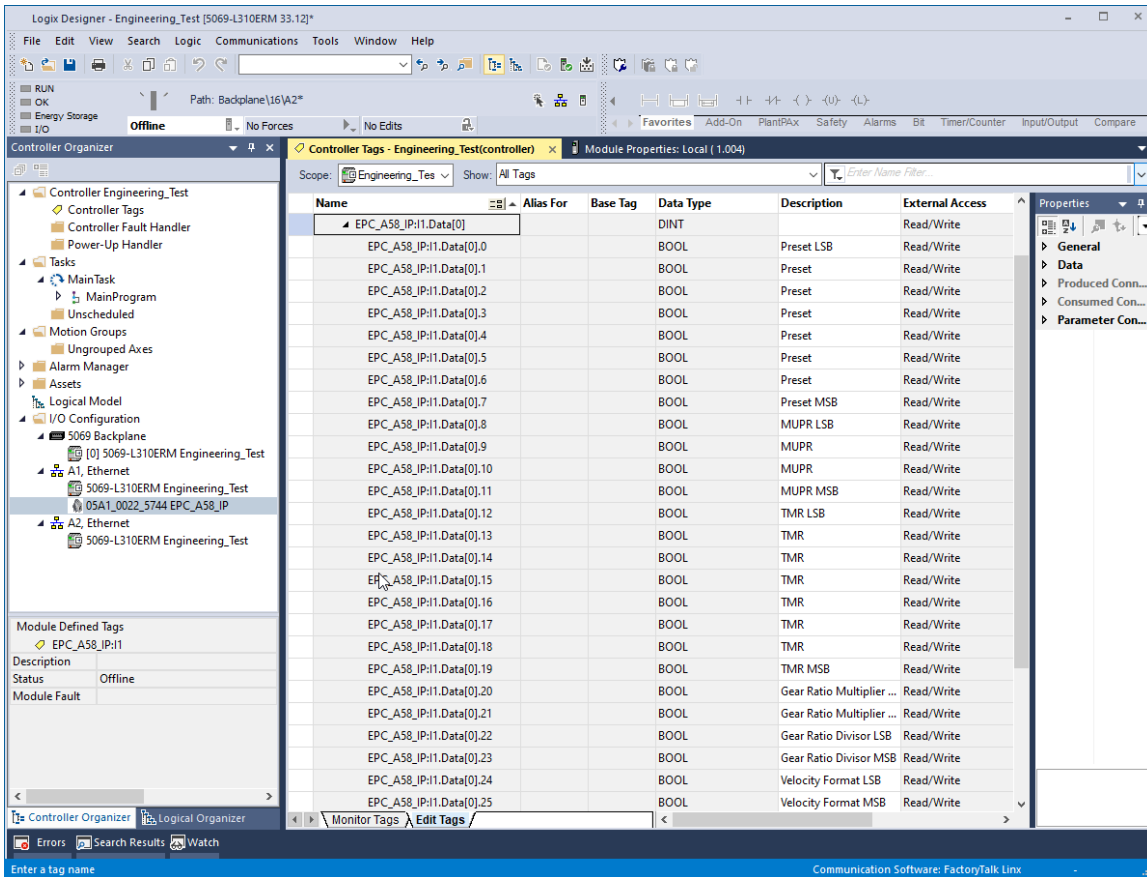 Logix Designer - Engineering_Test [5069-L310ERM 33.12]*
File Edit View Search Logic Communications Tools Window Help
RUN
OK
Energy Storage
I/O
Path: Backplane\16\A2*
Offline
No Forces
No Edits
Favorites Add-On PlantPAx Safety Alarms Bit Timer/Counter Input/Output Compare
Controller Organizer
Controller Engineering_Test
Controller Tags
Controller Fault Handler
Power-Up Handler
Tasks
MainTask
MainProgram
Unscheduled
Motion Groups
Ungrouped Axes
Alarm Manager
Assets
Logical Model
I/O Configuration
5069 Backplane
[0] 5069-L310ERM Engineering_Test
A1, Ethernet
5069-L310ERM Engineering_Test
05A1_0022_5744 EPC_A58_IP
A2, Ethernet
5069-L310ERM Engineering_Test
Module Defined Tags
EPC_A58_IP:I1
Description
Status Offline
Module Fault
Controller Organizer Logical Organizer
Controller Tags - Engineering_Test(controller) × Module Properties: Local ( 1.004)
Scope: Engineering_Tes Show: All Tags Enter Name Filter...
Name Alias For Base Tag Data Type Description External Access
EPC_A58_IP:I1.Data[0] DINT Read/Write
EPC_A58_IP:I1.Data[0].0 BOOL Preset LSB Read/Write
EPC_A58_IP:I1.Data[0].1 BOOL Preset Read/Write
EPC_A58_IP:I1.Data[0].2 BOOL Preset Read/Write
EPC_A58_IP:I1.Data[0].3 BOOL Preset Read/Write
EPC_A58_IP:I1.Data[0].4 BOOL Preset Read/Write
EPC_A58_IP:I1.Data[0].5 BOOL Preset Read/Write
EPC_A58_IP:I1.Data[0].6 BOOL Preset Read/Write
EPC_A58_IP:I1.Data[0].7 BOOL Preset MSB Read/Write
EPC_A58_IP:I1.Data[0].8 BOOL MUPR LSB Read/Write
EPC_A58_IP:I1.Data[0].9 BOOL MUPR Read/Write
EPC_A58_IP:I1.Data[0].10 BOOL MUPR Read/Write
EPC_A58_IP:I1.Data[0].11 BOOL MUPR MSB Read/Write
EPC_A58_IP:I1.Data[0].12 BOOL TMR LSB Read/Write
EPC_A58_IP:I1.Data[0].13 BOOL TMR Read/Write
EPC_A58_IP:I1.Data[0].14 BOOL TMR Read/Write
EPC_A58_IP:I1.Data[0].15 BOOL TMR Read/Write
EPC_A58_IP:I1.Data[0].16 BOOL TMR Read/Write
EPC_A58_IP:I1.Data[0].17 BOOL TMR Read/Write
EPC_A58_IP:I1.Data[0].18 BOOL TMR Read/Write
EPC_A58_IP:I1.Data[0].19 BOOL TMR MSB Read/Write
EPC_A58_IP:I1.Data[0].20 BOOL Gear Ratio Multiplier ... Read/Write
EPC_A58_IP:I1.Data[0].21 BOOL Gear Ratio Multiplier ... Read/Write
EPC_A58_IP:I1.Data[0].22 BOOL Gear Ratio Divisor LSB Read/Write
EPC_A58_IP:I1.Data[0].23 BOOL Gear Ratio Divisor MSB Read/Write
EPC_A58_IP:I1.Data[0].24 BOOL Velocity Format LSB Read/Write
EPC_A58_IP:I1.Data[0].25 BOOL Velocity Format MSB Read/Write
Monitor Tags Edit Tags
Properties
General
Data
Produced Conn...
Consumed Con...
Parameter Con...
Errors Search Results Watch
Enter a tag name
Communication Software: FactoryTalk Linx